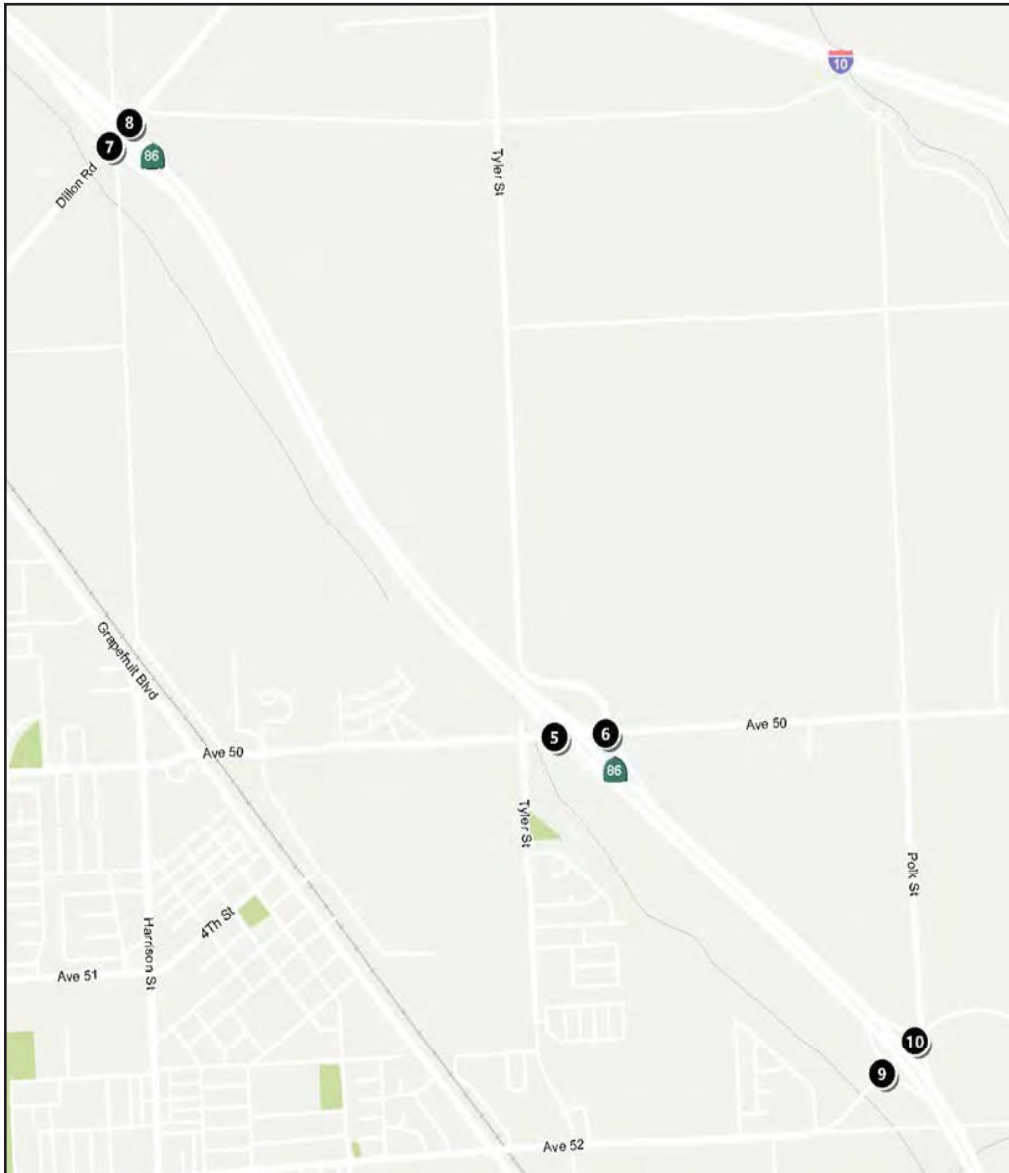 10
8
7
86
Dillon Rd
Tyler St
Grapefruit Blvd
Ave 50
5
6
Ave 50
86
Tyler St
Polk St
4Th St
Harrison St
Ave 51
10
9
Ave 52